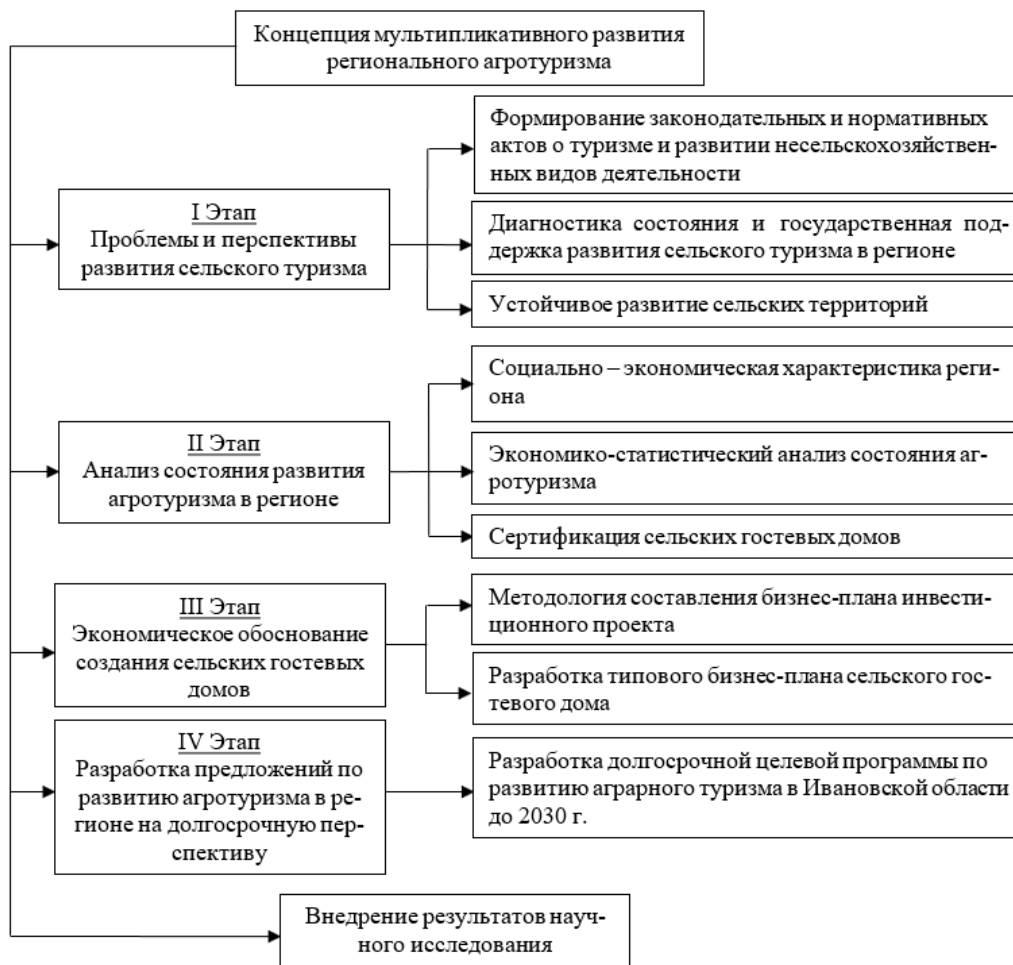 Концепция мультипликативного развития
регионального агротуризма
I Этап
Проблемы и перспективы
развития сельского туризма
Формирование законодательных и нормативных
актов о туризме и развитии несельскохозяйствен-
ных видов деятельности
Диагностика состояния и государственная под-
держка развития сельского туризма в регионе
Устойчивое развитие сельских территорий
II Этап
Анализ состояния развития
агротуризма в регионе
Социально – экономическая характеристика реги-
она
Экономико-статистический анализ состояния аг-
ротуризма
Сертификация сельских гостевых домов
III Этап
Экономическое обоснование
создания сельских гостевых
домов
Методология составления бизнес-плана инвести-
ционного проекта
Разработка типового бизнес-плана сельского гос-
тевого дома
IV Этап
Разработка предложений по
развитию агротуризма в ре-
гионе на долгосрочную пер-
спективу
Разработка долгосрочной целевой программы по
развитию аграрного туризма в Ивановской области
до 2030 г.
Внедрение результатов науч-
ного исследования